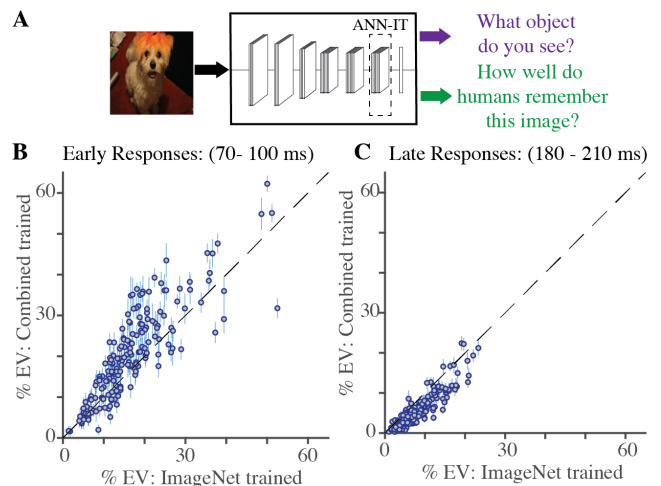 A
ANN-IT
What object
do you see?
How well do
humans remember
this image?
B Early Responses: (70- 100 ms)
% EV: Combined trained
60
30
0
0 30 60
% EV: ImageNet trained
C Late Responses: (180 - 210 ms)
% EV: Combined trained
60
30
0
0 30 60
% EV: ImageNet trained